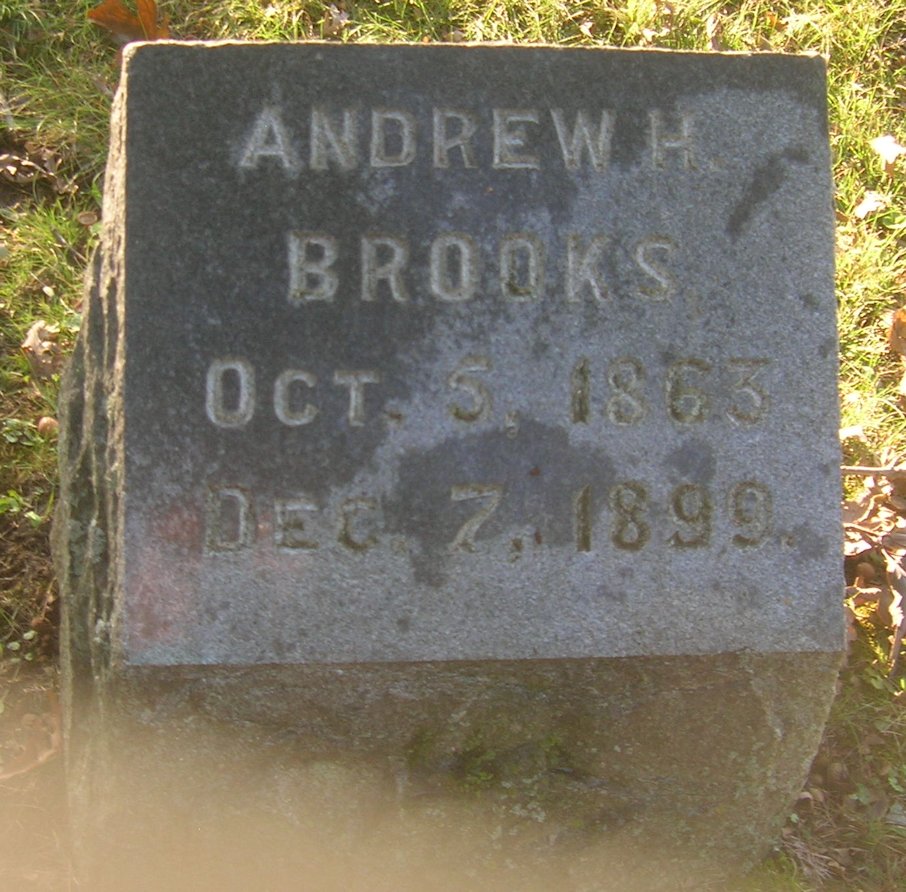 ANDREW H.
BROOKS
OCT. 5, 1863
DEC. 7, 1899.